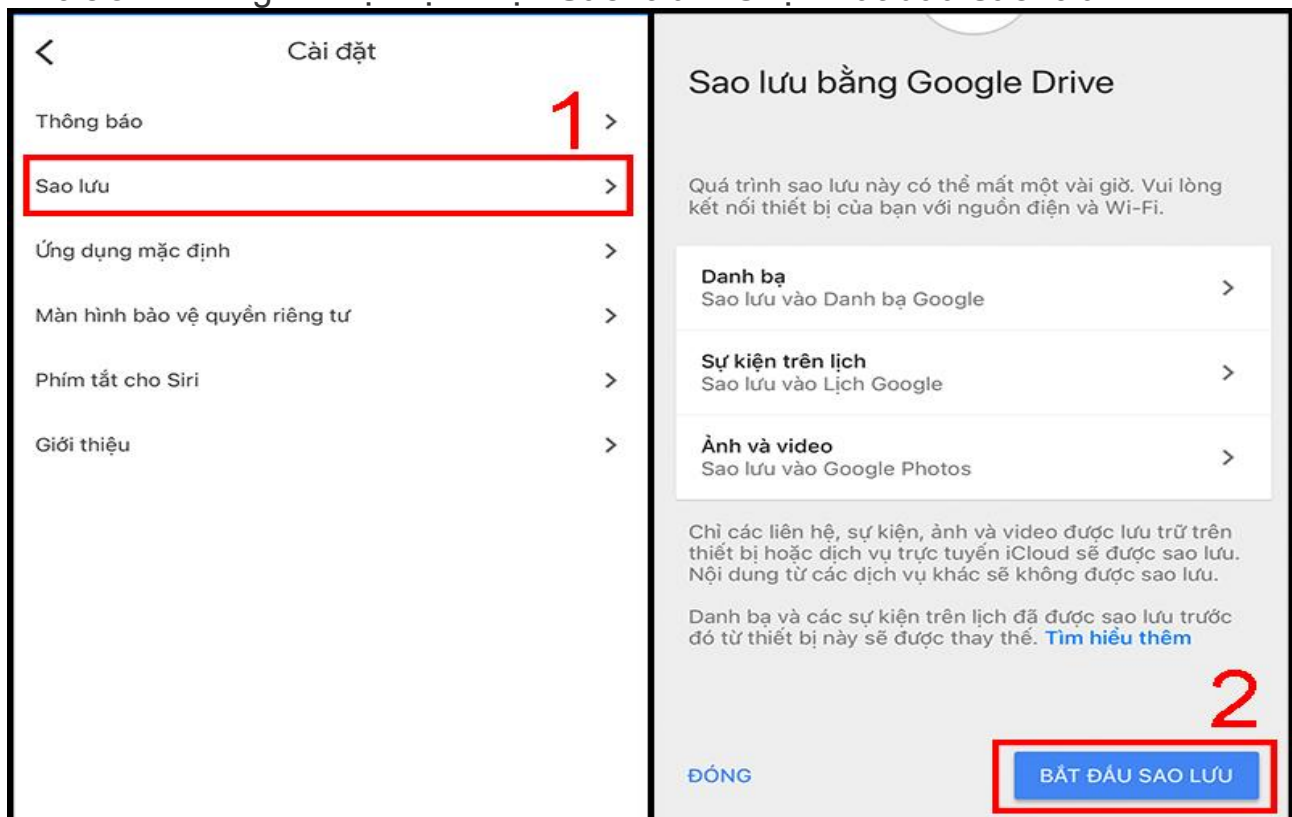 Cài đặt
1
Thông báo
Sao lưu
Ứng dụng mặc định
Màn hình bảo vệ quyền riêng tư
Phím tắt cho Siri
Giới thiệu
Sao lưu bằng Google Drive
Quá trình sao lưu này có thể mất một vài giờ. Vui lòng
kết nối thiết bị của bạn với nguồn điện và Wi-Fi.
Danh bạ
Sao lưu vào Danh bạ Google
Sự kiện trên lịch
Sao lưu vào Lịch Google
Ảnh và video
Sao lưu vào Google Photos
Chỉ các liên hệ, sự kiện, ảnh và video được lưu trữ trên
thiết bị hoặc dịch vụ trực tuyến iCloud sẽ được sao lưu.
Nội dung từ các dịch vụ khác sẽ không được sao lưu.
Danh bạ và các sự kiện trên lịch đã được sao lưu trước
đó từ thiết bị này sẽ được thay thế. Tìm hiểu thêm
2
ĐÓNG
BẮT ĐẦU SAO LƯU